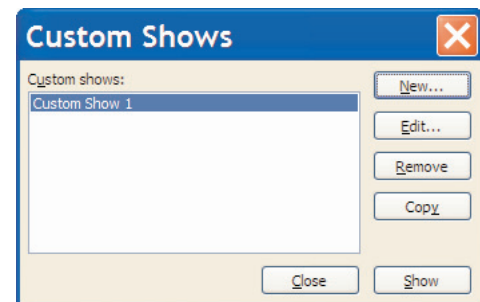 Custom Shows
Custom shows:
Custom Show 1
New...
Edit...
Remove
Copy
Close
Show